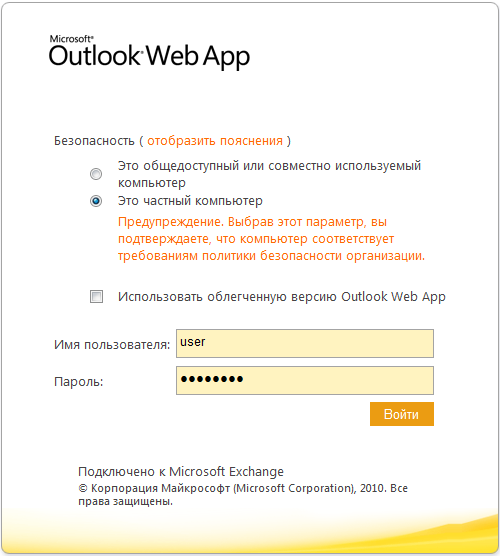 Microsoft®
Outlook® Web App
Безопасность ( отобразить пояснения )
Это общедоступный или совместно используемый
компьютер
Это частный компьютер
Предупреждение. Выбрав этот параметр, вы
подтверждаете, что компьютер соответствует
требованиям политики безопасности организации.
Использовать облегченную версию Outlook Web App
Имя пользователя: user
Пароль: ●●●●●●●●
Войти
Подключено к Microsoft Exchange
© Корпорация Майкрософт (Microsoft Corporation), 2010. Все
права защищены.